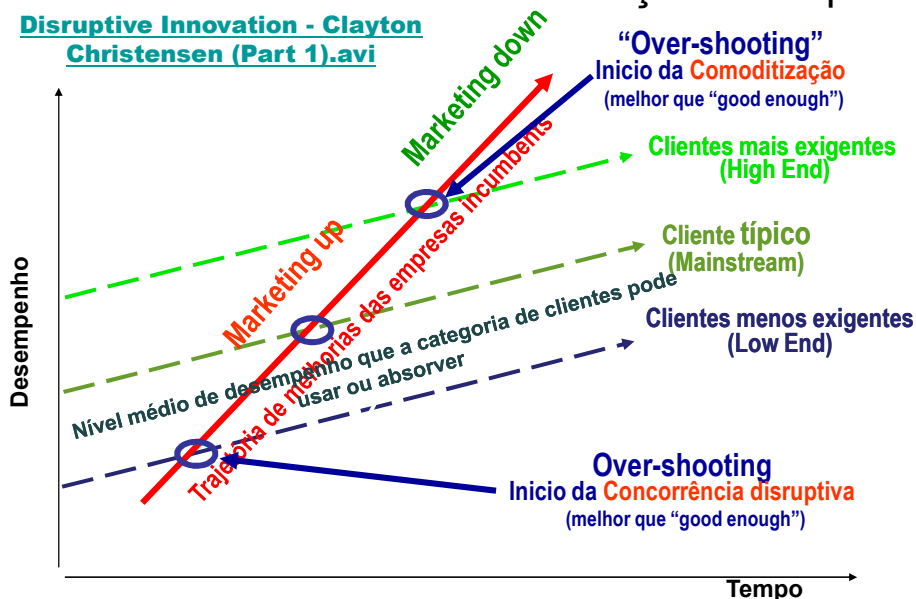 Disruptive Innovation - Clayton
Christensen (Part 1).avi
“Over-shooting”
Inicio da Comoditização
(melhor que “good enough”)
Marketing down
Clientes mais exigentes
(High End)
Cliente típico
(Mainstream)
Marketing up
Trajetória de melhorias das empresas incumbents
Clientes menos exigentes
(Low End)
Nível médio de desempenho que a categoria de clientes pode
usar ou absorver
Desempenho
Over-shooting
Inicio da Concorrência disruptiva
(melhor que “good enough”)
Tempo